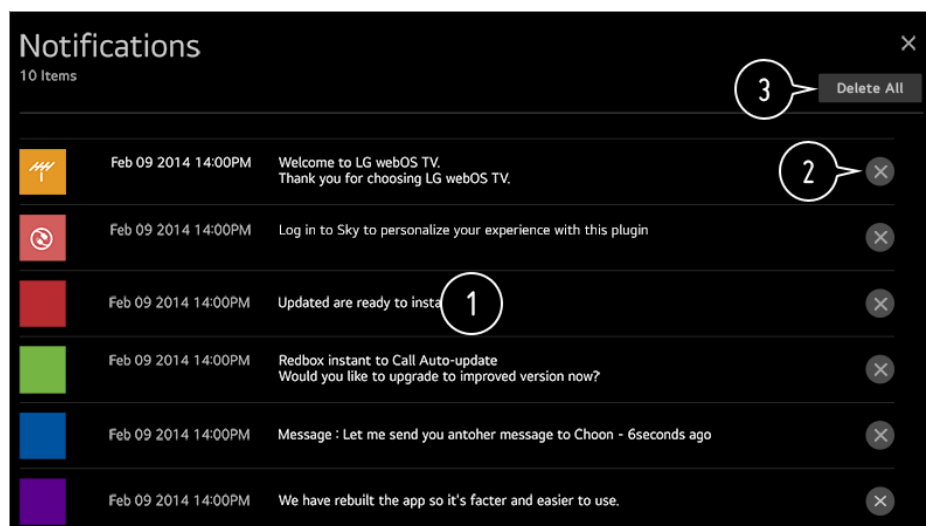 Notifications
10 Items
3
Delete All
Feb 09 2014 14:00PM
Welcome to LG webOS TV.
Thank you for choosing LG webOS TV.
2
Feb 09 2014 14:00PM
Log in to Sky to personalize your experience with this plugin
Feb 09 2014 14:00PM
Updated are ready to insta
1
Feb 09 2014 14:00PM
Redbox instant to Call Auto-update
Would you like to upgrade to improved version now?
Feb 09 2014 14:00PM
Message : Let me send you antoher message to Choon - 6seconds ago
Feb 09 2014 14:00PM
We have rebuilt the app so it's facter and easier to use.